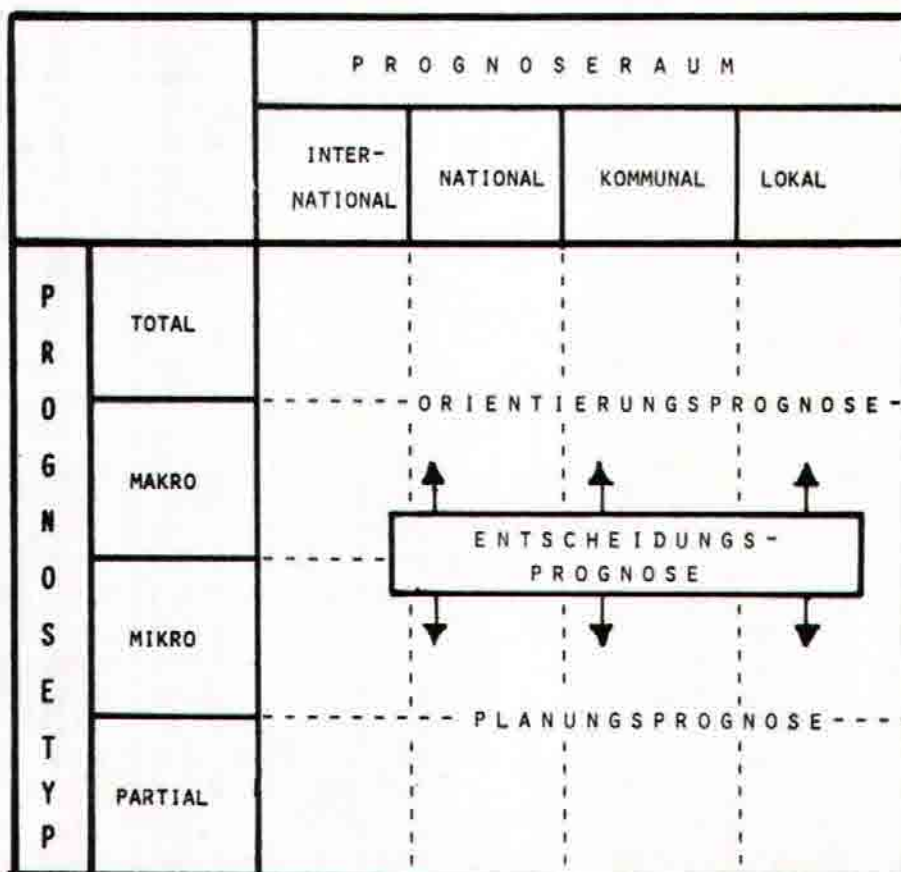 PROGNOSERAUM
INTER-
NATIONAL
NATIONAL
KOMMUNAL
LOKAL
PROGNOSETYP
TOTAL
ORIENTIERUNGSPROGNOSE
MAKRO
ENTSCHEIDUNGS-
PROGNOSE
MIKRO
PLANUNGSPROGNOSE
PARTIAL